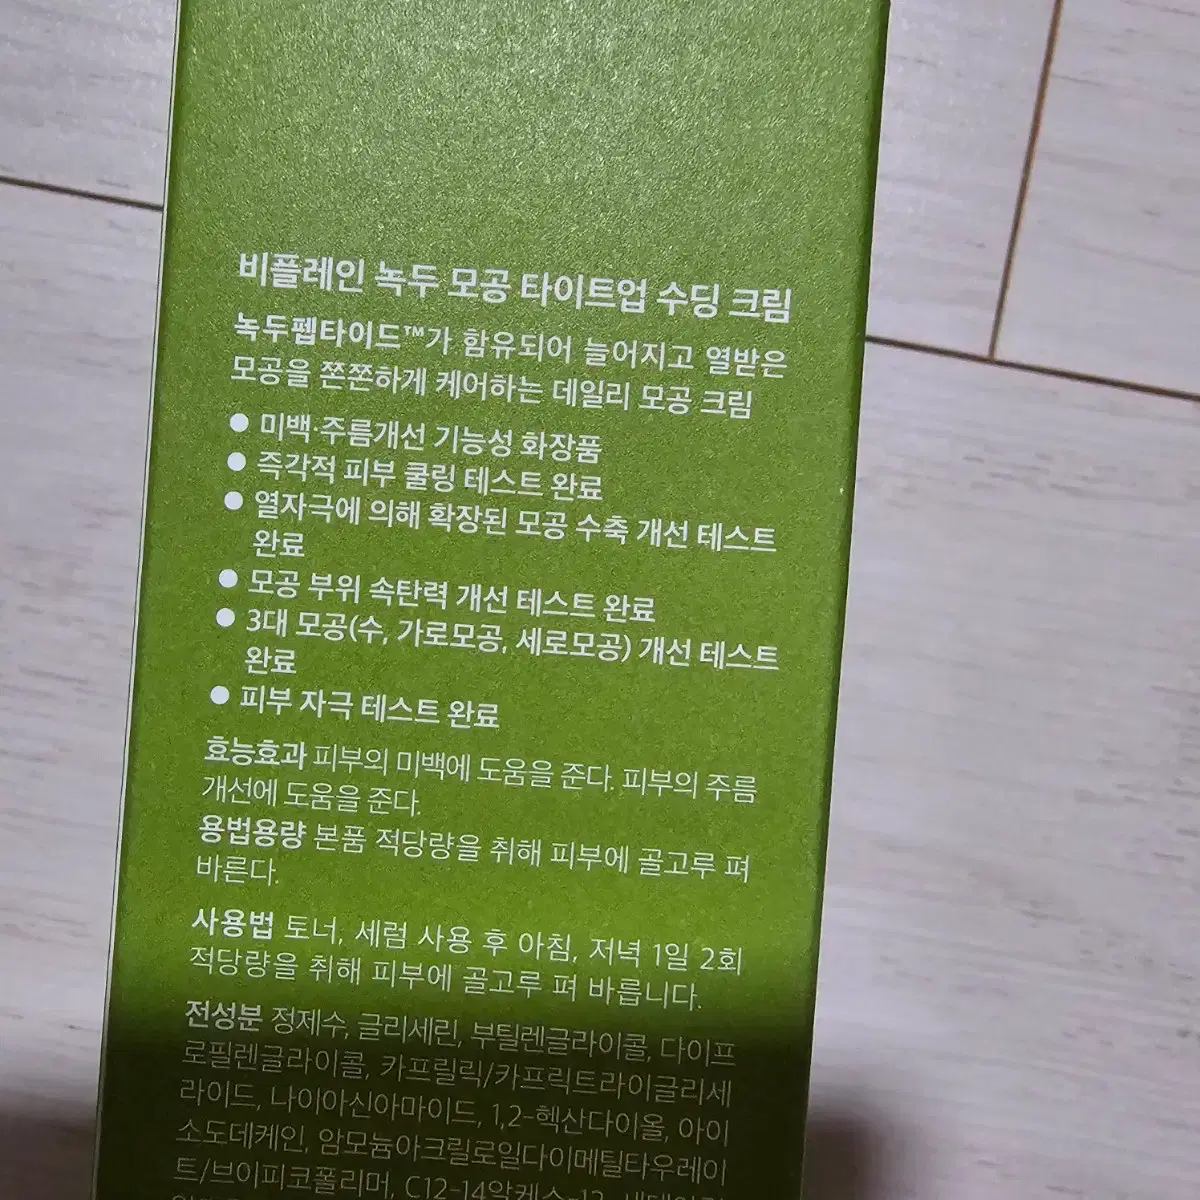 비플레인 녹두 모공 타이트업 수딩 크림
녹두펩타이드™가 함유되어 늘어지고 열받은
모공을 쫀쫀하게 케어하는 데일리 모공 크림
● 미백·주름개선 기능성 화장품
● 즉각적 피부 쿨링 테스트 완료
● 열자극에 의해 확장된 모공 수축 개선 테스트
완료
● 모공 부위 속탄력 개선 테스트 완료
● 3대 모공(수, 가로모공, 세로모공) 개선 테스트
완료
● 피부 자극 테스트 완료
효능효과 피부의 미백에 도움을 준다. 피부의 주름
개선에 도움을 준다.
용법용량 본품 적당량을 취해 피부에 골고루 펴
바른다.
사용법 토너, 세럼 사용 후 아침, 저녁 1일 2회
적당량을 취해 피부에 골고루 펴 바릅니다.
전성분 정제수, 글리세린, 부틸렌글라이콜, 다이프
로필렌글라이콜, 카프릴릭/카프릭트라이글리세
라이드, 나이아신아마이드, 1,2-헥산다이올, 아이
소도데케인, 암모늄아크릴로일다이메틸타우레이
트/브이피코폴리머, C12-14알케스-12,